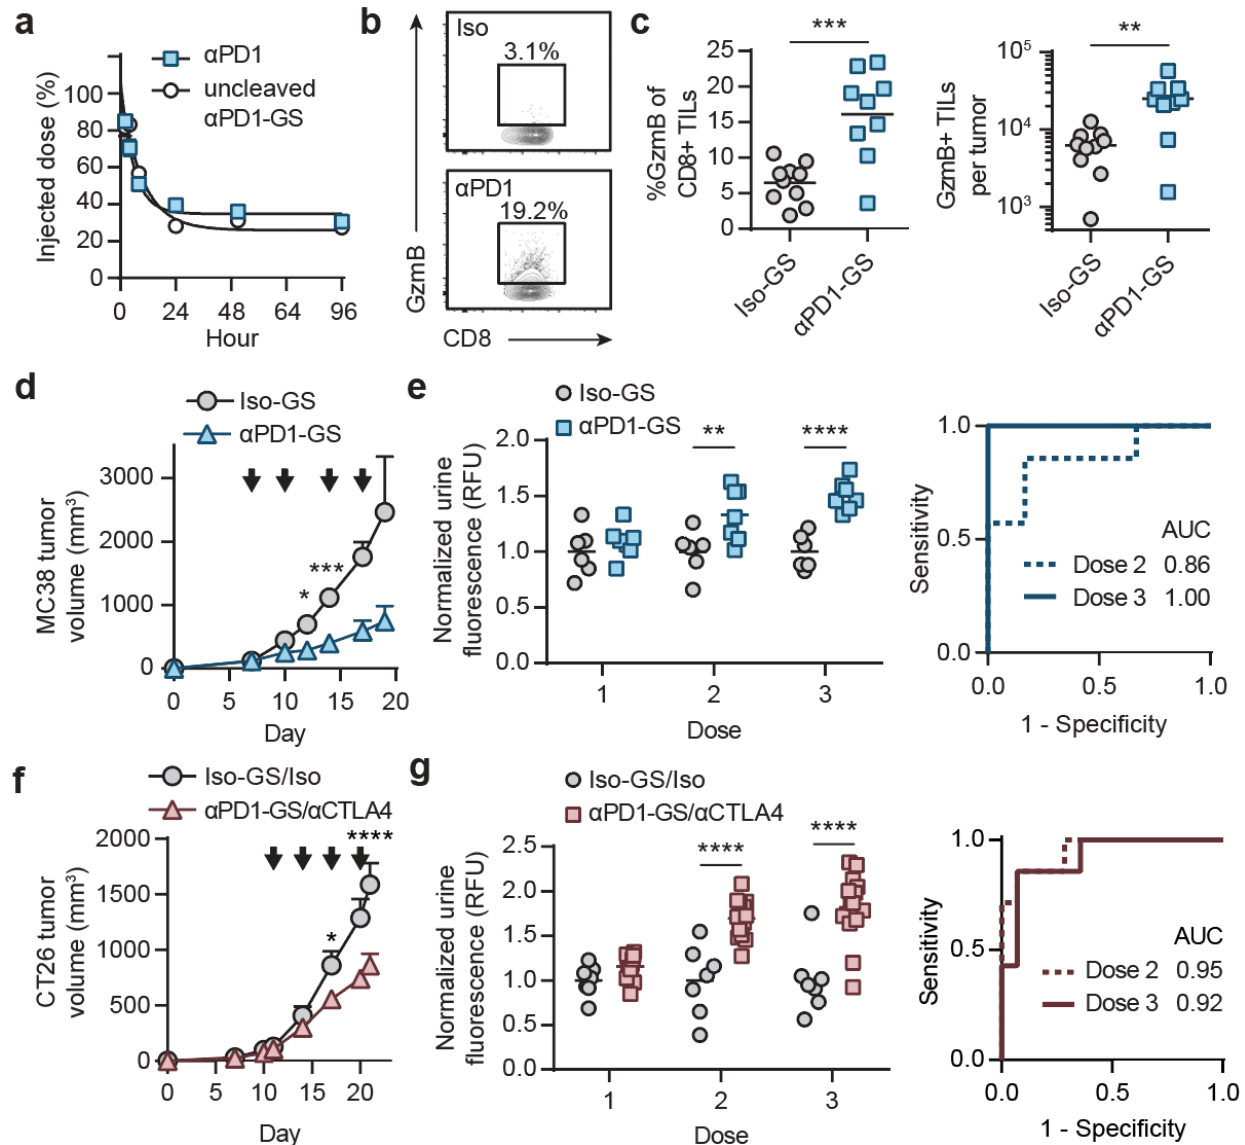 a
αPD1
uncleaved
αPD1-GS
Injected dose (%)
100
80
60
40
20
0
0 24 48 64 96
Hour
b
Iso
3.1%
αPD1
19.2%
GzmB
CD8
c
***
%GzmB of
CD8+ TILs
25
20
15
10
5
0
Iso-GS
αPD1-GS
**
GzmB+ TILs
per tumor
10⁵
10⁴
10³
Iso-GS
αPD1-GS
d
Iso-GS
αPD1-GS
MC38 tumor
volume (mm³)
3000
2000
1000
0
* ***
0 5 10 15 20
Day
e
Iso-GS
αPD1-GS
** ****
Normalized urine
fluorescence (RFU)
2.0
1.5
1.0
0.5
0.0
1 2 3
Dose
Sensitivity
1.0
0.5
0.0
AUC
Dose 2 0.86
Dose 3 1.00
0.0 0.5 1.0
1 - Specificity
f
Iso-GS/Iso
αPD1-GS/αCTLA4
CT26 tumor
volume (mm³)
2000
1500
1000
500
0
* ****
0 5 10 15 20
Day
g
Iso-GS/Iso
αPD1-GS/αCTLA4
**** ****
Normalized urine
fluorescence (RFU)
2.5
2.0
1.5
1.0
0.5
0.0
1 2 3
Dose
Sensitivity
1.0
0.5
0.0
AUC
Dose 2 0.95
Dose 3 0.92
0.0 0.5 1.0
1 - Specificity